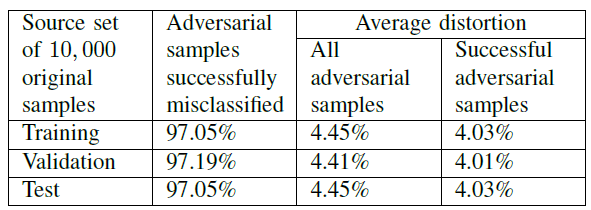 Source set Adversarial Average distortion
of 10, 000 samples All Successful
original successfully adversarial adversarial
samples misclassified samples samples
Training 97.05% 4.45% 4.03%
Validation 97.19% 4.41% 4.01%
Test 97.05% 4.45% 4.03%